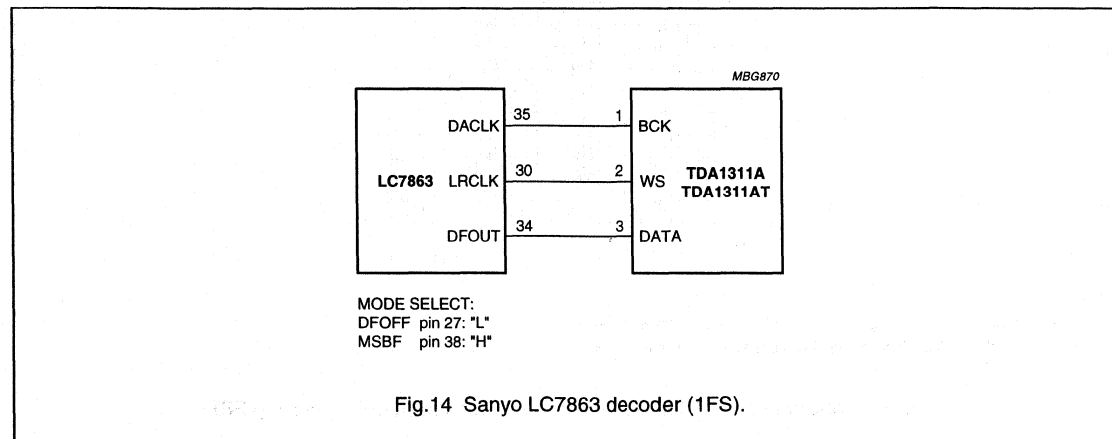 MBG870
DACLK 35 1 BCK
LC7863 LRCLK 30 2 WS TDA1311A
TDA1311AT
DFOUT 34 3 DATA
MODE SELECT:
DFOFF pin 27: "L"
MSBF pin 38: "H"
Fig.14 Sanyo LC7863 decoder (1FS).